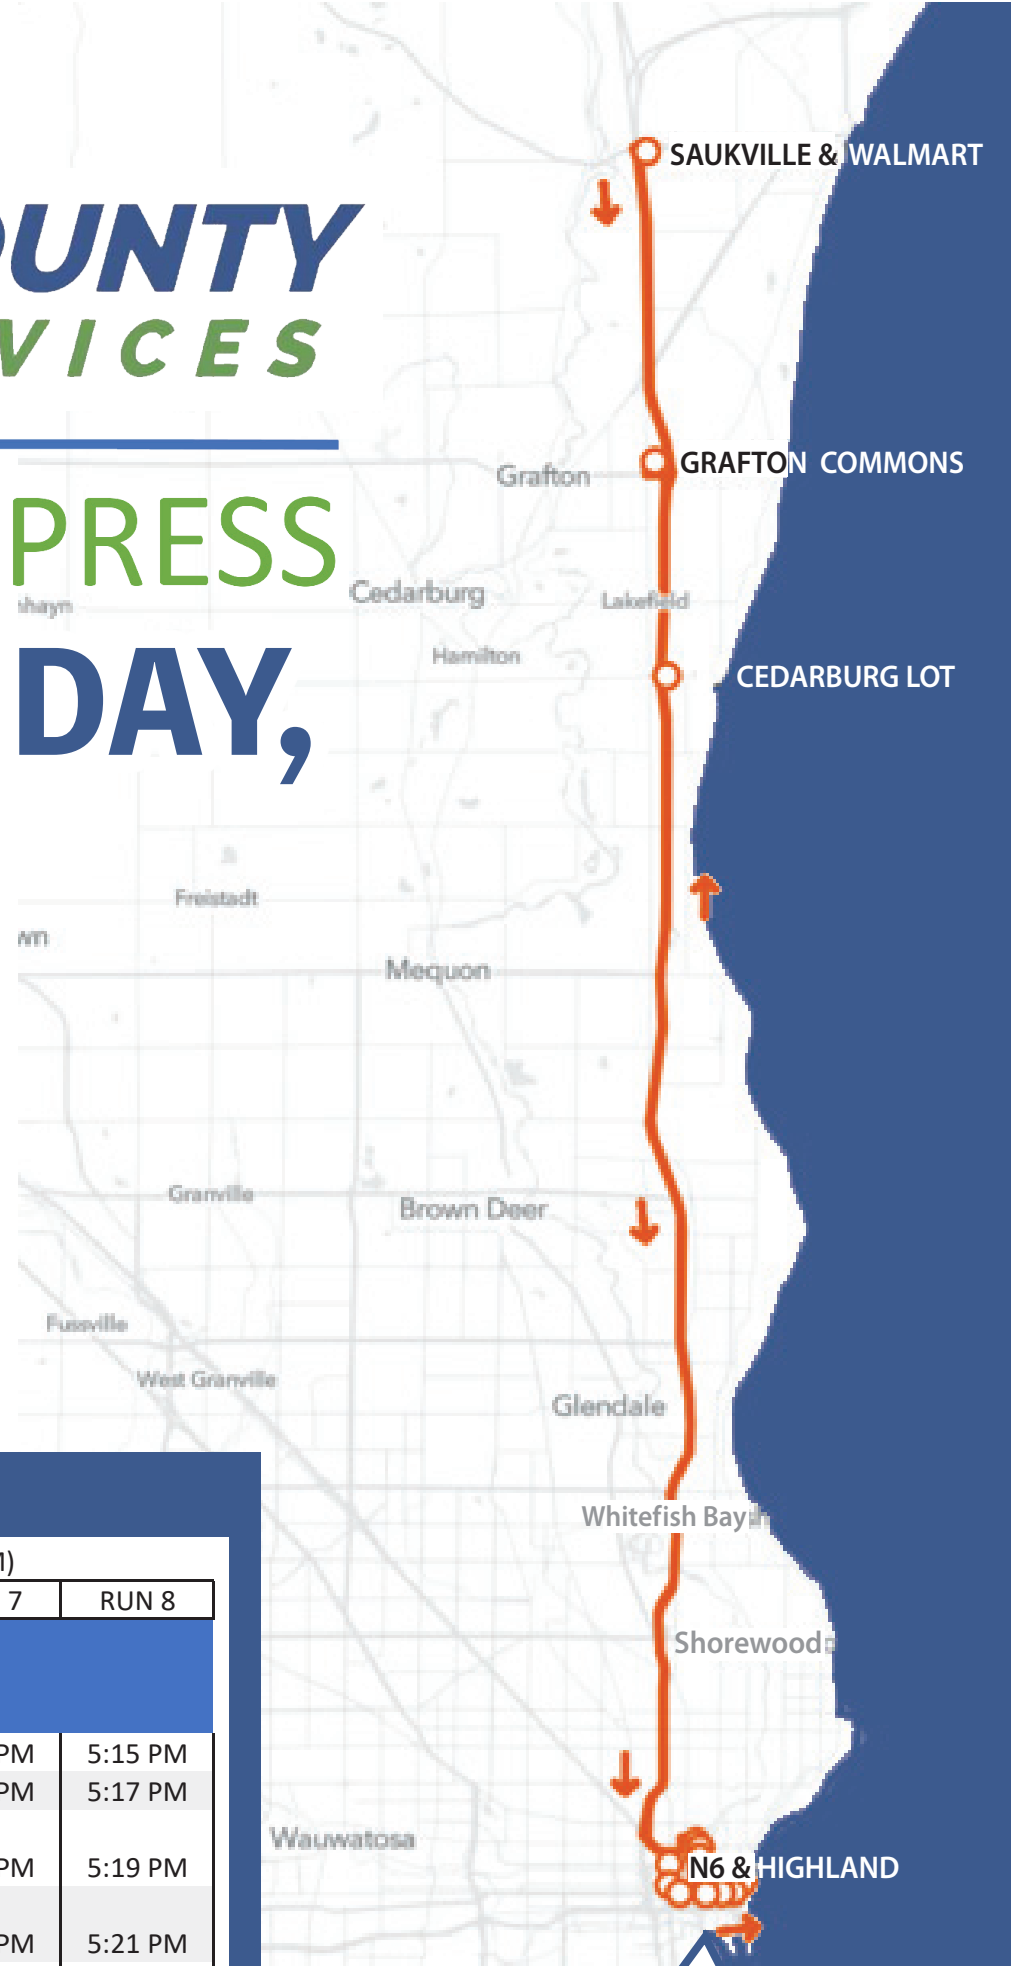 SAUKVILLE & WALMART
OUNTY
VICES
GRAFTON COMMONS
Grafton
PRESS
Cedarburg
Lakefield
Hamilton
CEDARBURG LOT
DAY,
Freistadt
Mequon
Granville
Brown Deer
Fussville
West Granville
Glendale
Whitefish Bay
Shorewood
7 RUN 8
PM 5:15 PM
PM 5:17 PM
PM 5:19 PM
PM 5:21 PM
Wauwatosa
N6 & HIGHLAND